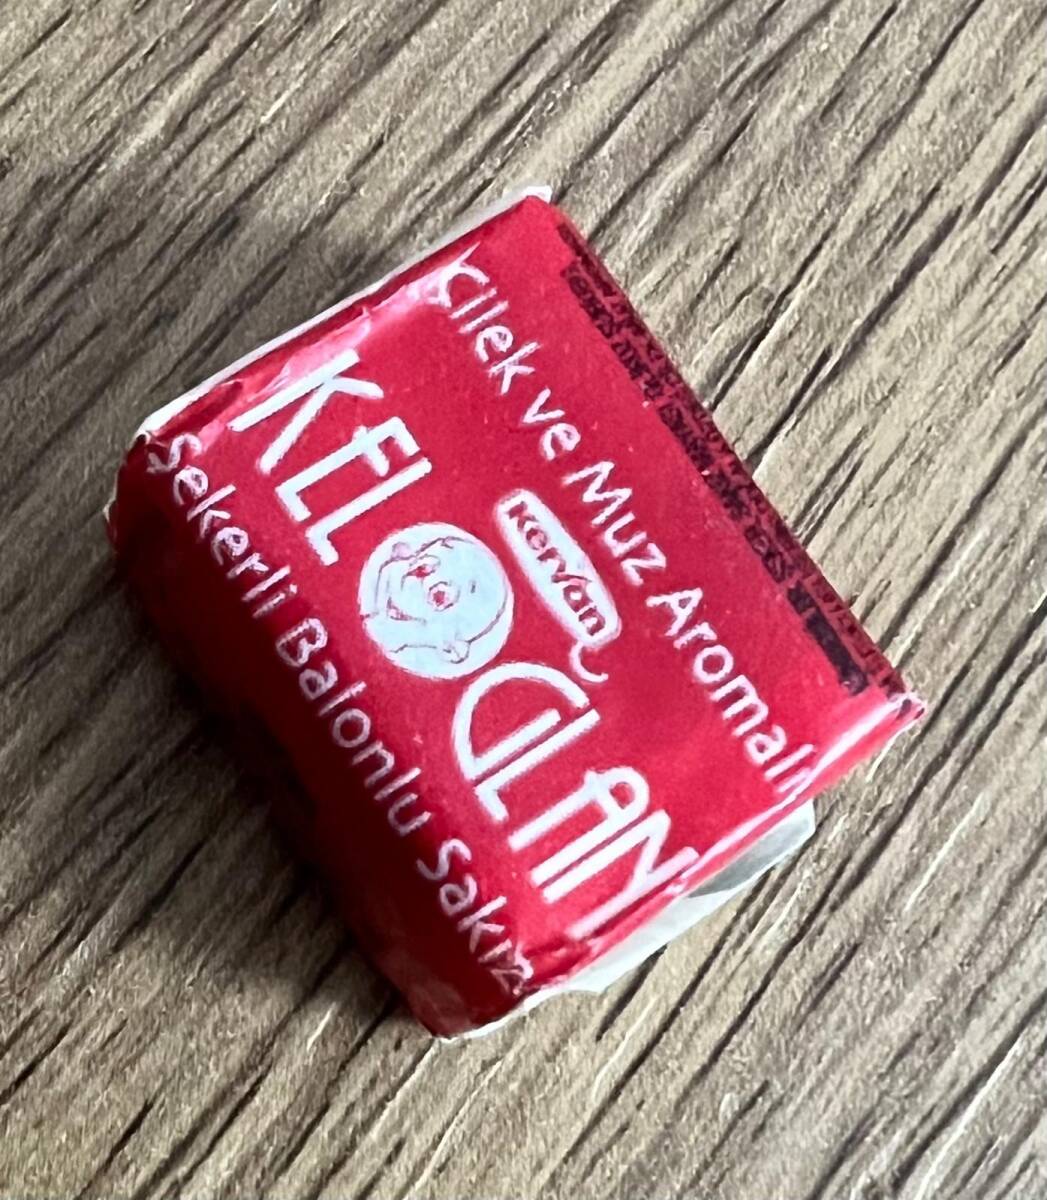 Çilek ve Muz Aromalı
Kervan
KELOĞLAN
Şekerli Balonlu Sakız